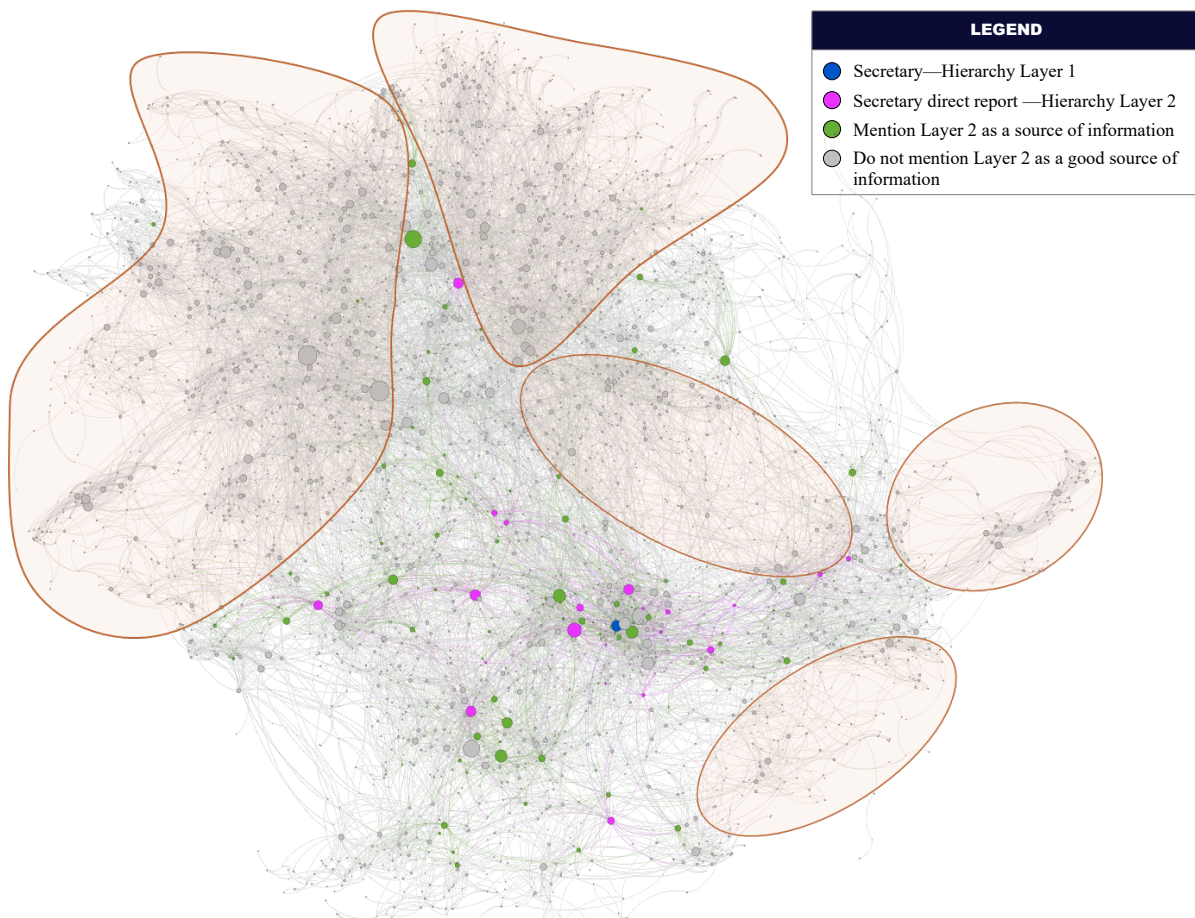 LEGEND
Secretary—Hierarchy Layer 1
Secretary direct report —Hierarchy Layer 2
Mention Layer 2 as a source of information
Do not mention Layer 2 as a good source of
information